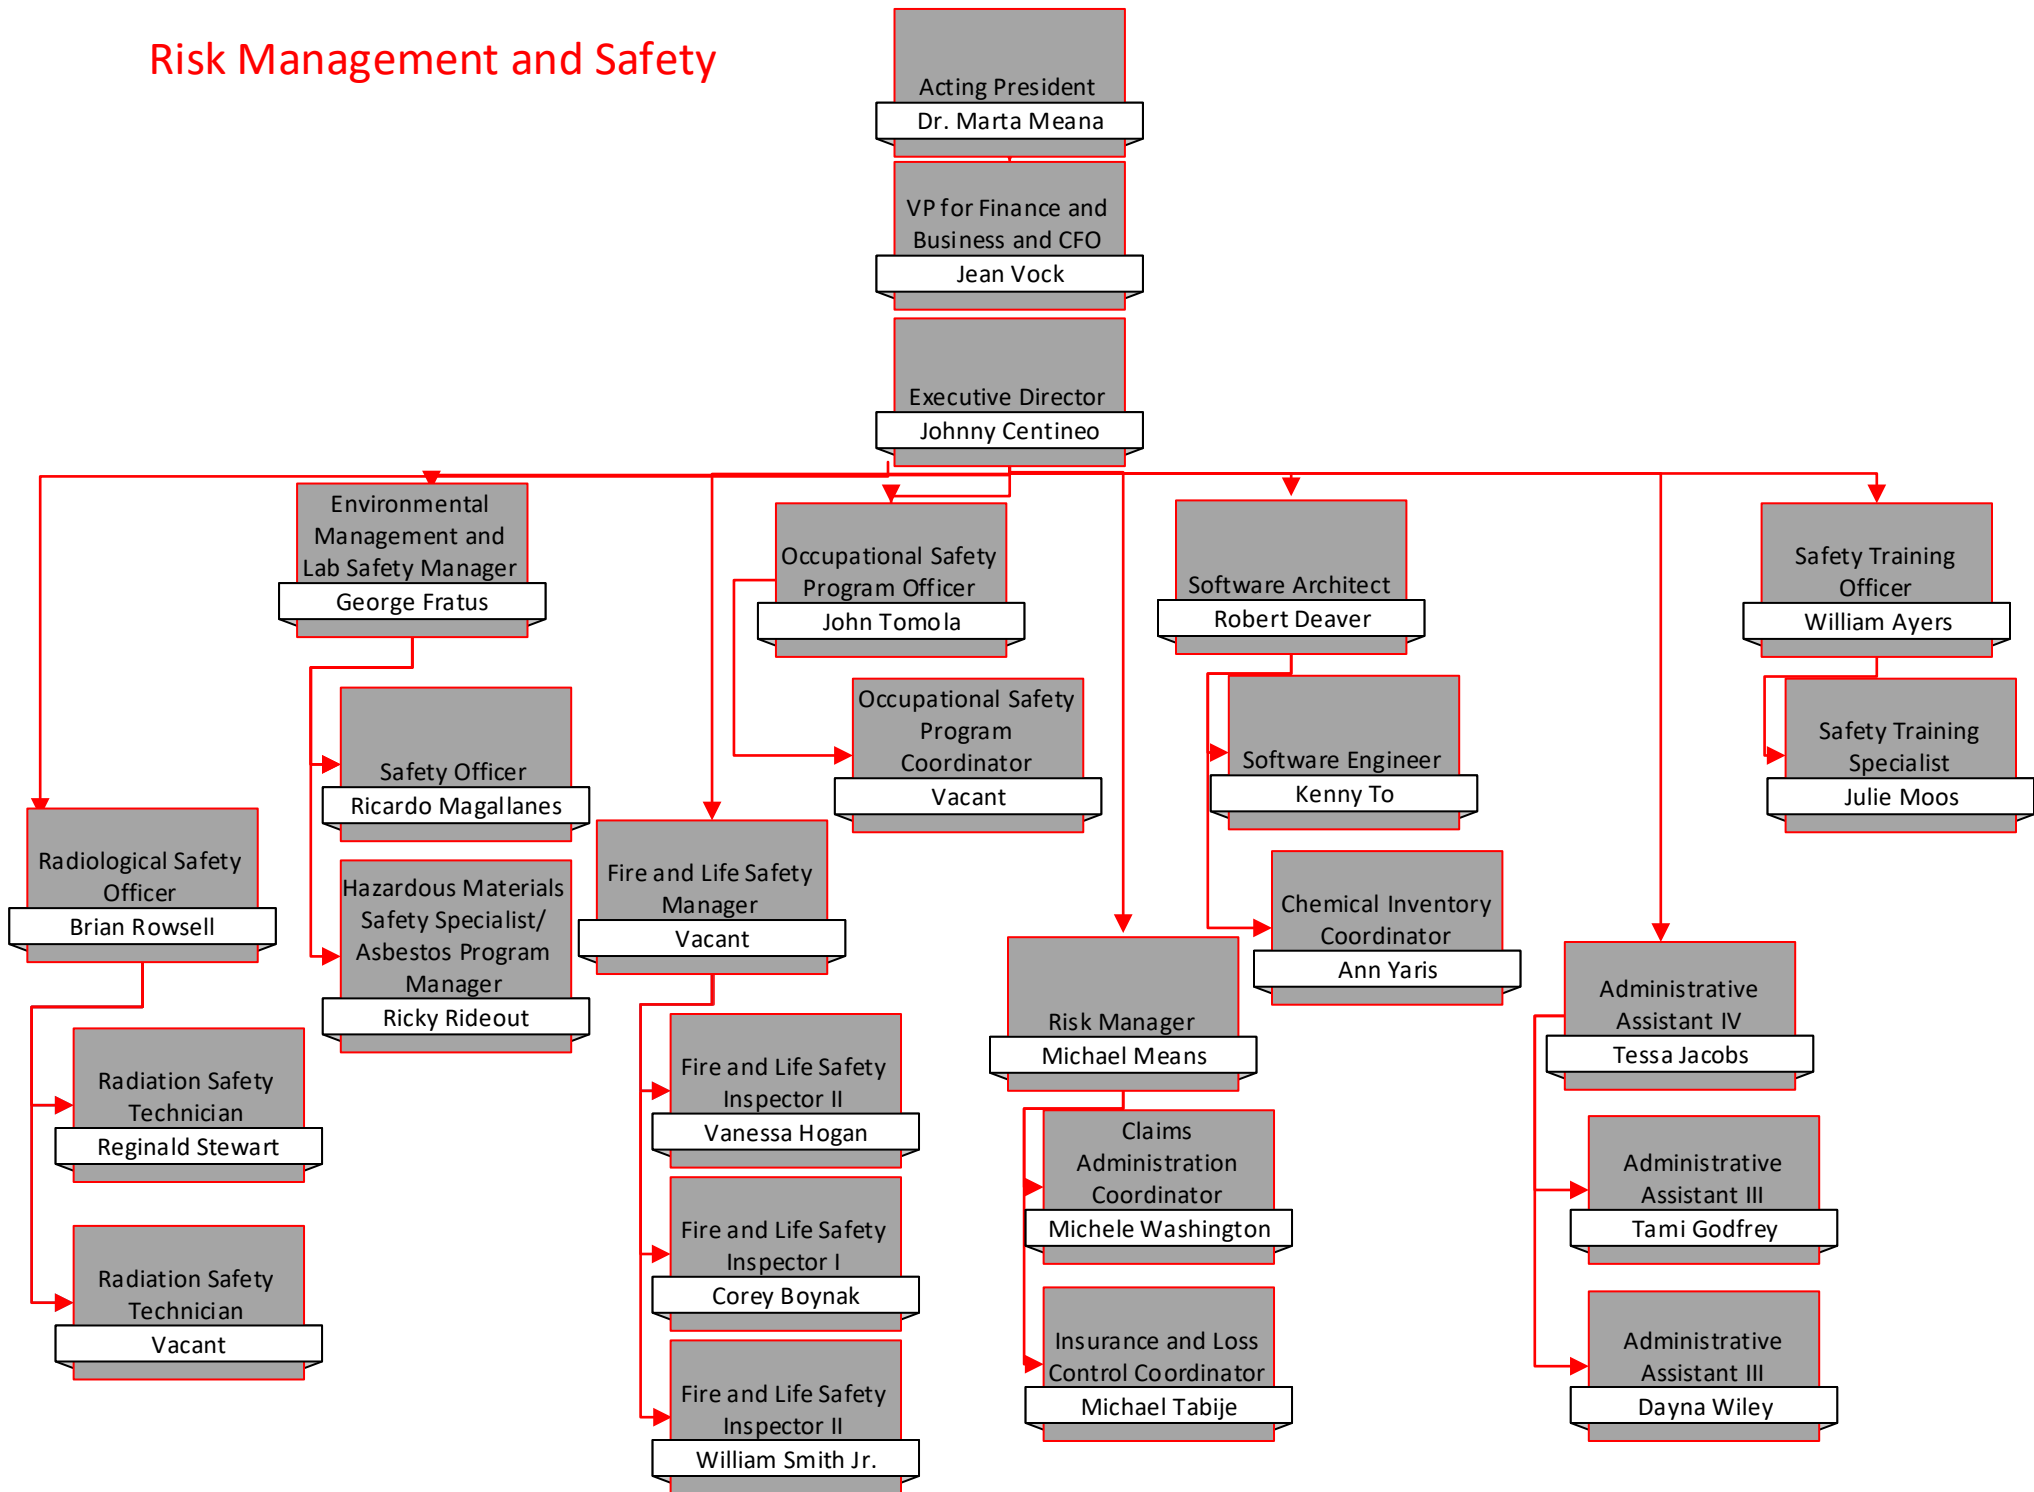 Risk Management and Safety
Acting President
Dr. Marta Meana
VP for Finance and
Business and CFO
Jean Vock
Executive Director
Johnny Centineo
Radiological Safety
Officer
Brian Rowsell
Radiation Safety
Technician
Reginald Stewart
Radiation Safety
Technician
Vacant
Environmental
Management and
Lab Safety Manager
George Fratus
Safety Officer
Ricardo Magallanes
Hazardous Materials
Safety Specialist/
Asbestos Program
Manager
Ricky Rideout
Fire and Life Safety
Manager
Vacant
Fire and Life Safety
Inspector II
Vanessa Hogan
Fire and Life Safety
Inspector I
Corey Boynak
Fire and Life Safety
Inspector II
William Smith Jr.
Occupational Safety
Program Officer
John Tomola
Occupational Safety
Program
Coordinator
Vacant
Risk Manager
Michael Means
Claims
Administration
Coordinator
Michele Washington
Insurance and Loss
Control Coordinator
Michael Tabije
Software Architect
Robert Deaver
Software Engineer
Kenny To
Chemical Inventory
Coordinator
Ann Yaris
Administrative
Assistant IV
Tessa Jacobs
Administrative
Assistant III
Tami Godfrey
Administrative
Assistant III
Dayna Wiley
Safety Training
Officer
William Ayers
Safety Training
Specialist
Julie Moos